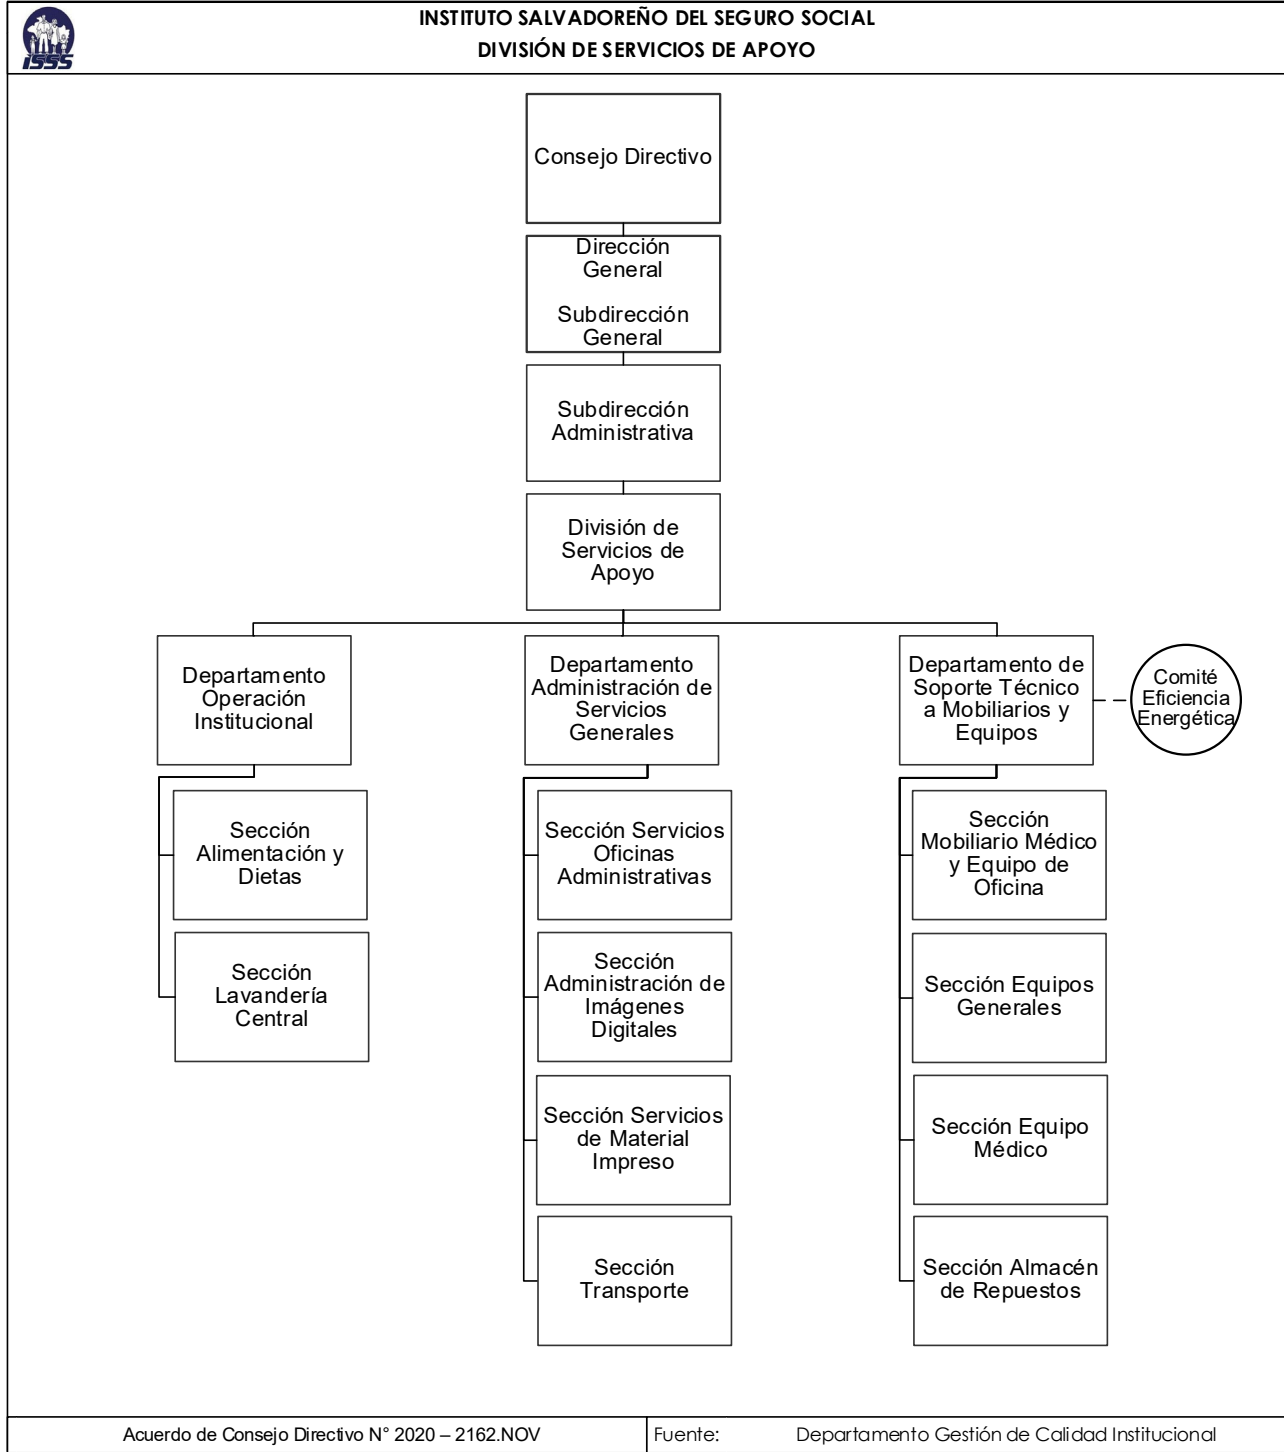 INSTITUTO SALVADOREÑO DEL SEGURO SOCIAL
DIVISIÓN DE SERVICIOS DE APOYO
ISSS
Consejo Directivo
Dirección
General
Subdirección
General
Subdirección
Administrativa
División de
Servicios de
Apoyo
Departamento
Operación
Institucional
Departamento
Administración de
Servicios
Generales
Departamento de
Soporte Técnico
a Mobiliarios y
Equipos
Comité
Eficiencia
Energética
Sección
Alimentación y
Dietas
Sección
Lavandería
Central
Sección Servicios
Oficinas
Administrativas
Sección
Administración de
Imágenes
Digitales
Sección Servicios
de Material
Impreso
Sección
Transporte
Sección
Mobiliario Médico
y Equipo de
Oficina
Sección Equipos
Generales
Sección Equipo
Médico
Sección Almacén
de Repuestos
Acuerdo de Consejo Directivo N° 2020 – 2162.NOV
Fuente: Departamento Gestión de Calidad Institucional